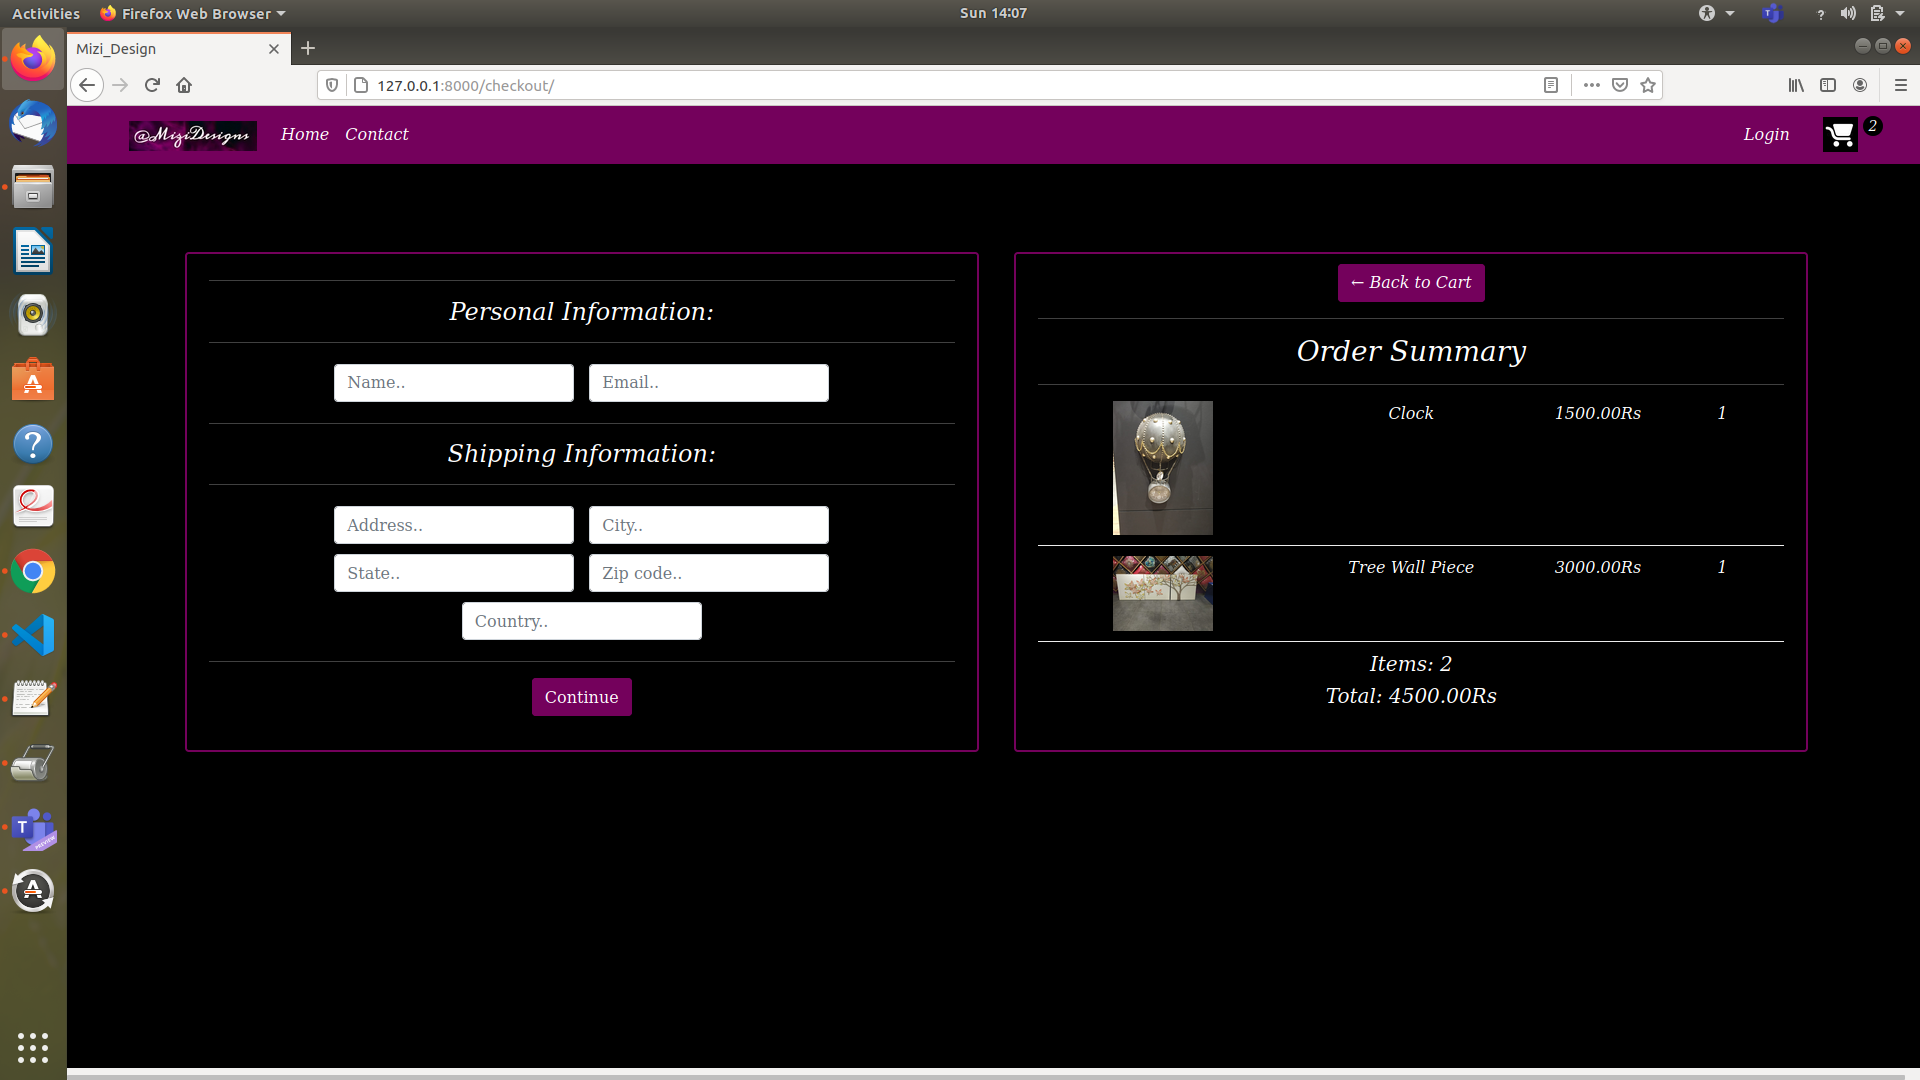 Activities
Firefox Web Browser
Sun 14:07
Mizi_Design
127.0.0.1:8000/checkout/
@MiziDesigns
Home
Contact
Login
2
Personal Information:
Name..
Email..
Shipping Information:
Address..
City..
State..
Zip code..
Country..
Continue
← Back to Cart
Order Summary
Clock 1500.00Rs 1
Tree Wall Piece 3000.00Rs 1
Items: 2
Total: 4500.00Rs